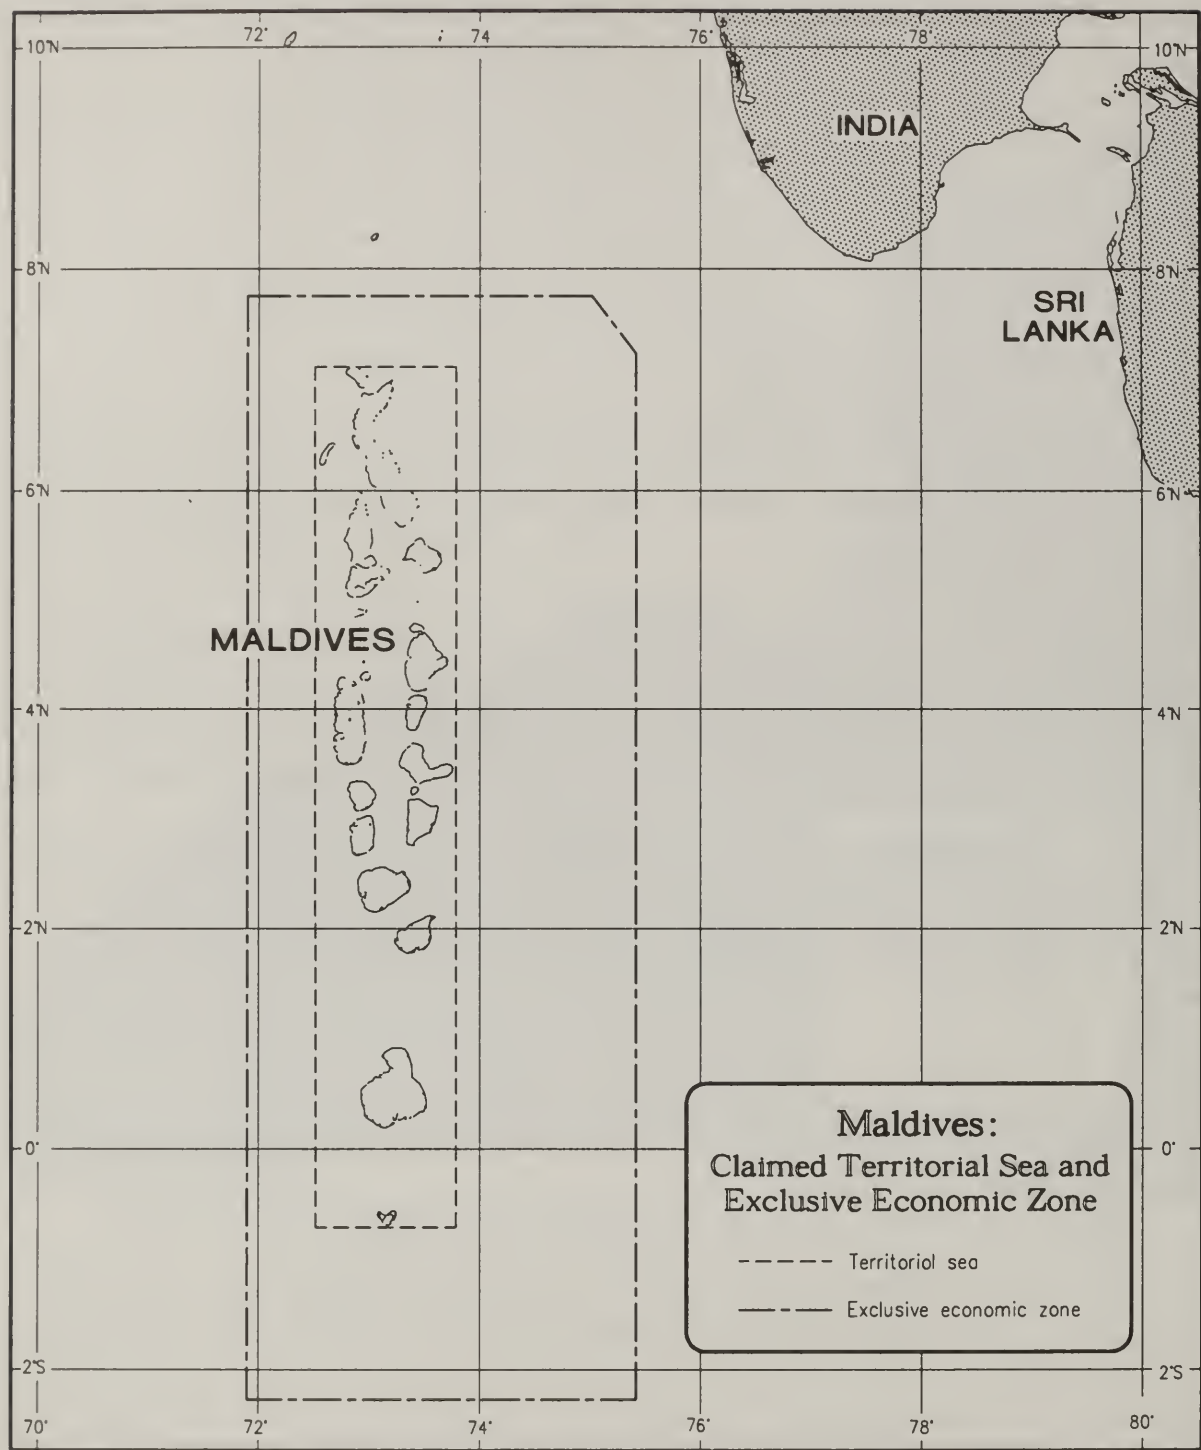 72° 74 76° 78°
10°N 10°N
INDIA
8°N 8°N
SRI
LANKA
6°N 6°N
MALDIVES
4°N 4°N
2°N 2°N
Maldives:
Claimed Territorial Sea and
Exclusive Economic Zone
0° 0°
Territorial sea
Exclusive economic zone
2°S 2°S
70° 72° 74° 76° 78° 80°